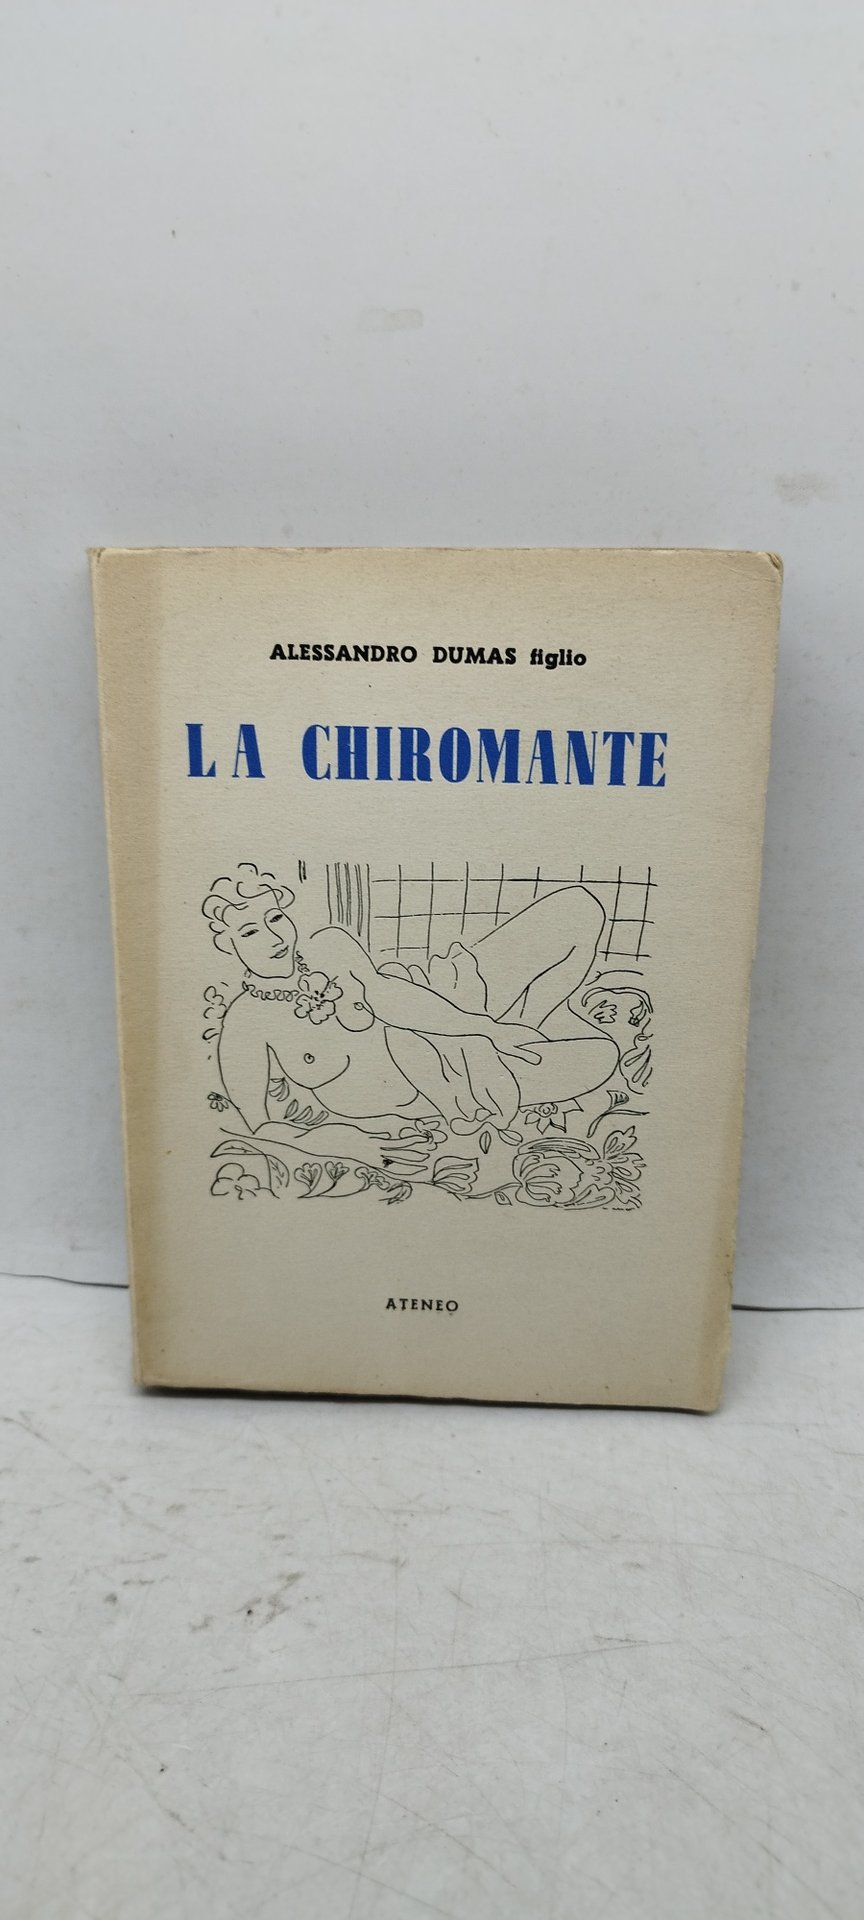 ALESSANDRO DUMAS figlio
LA CHIROMANTE
ATENEO